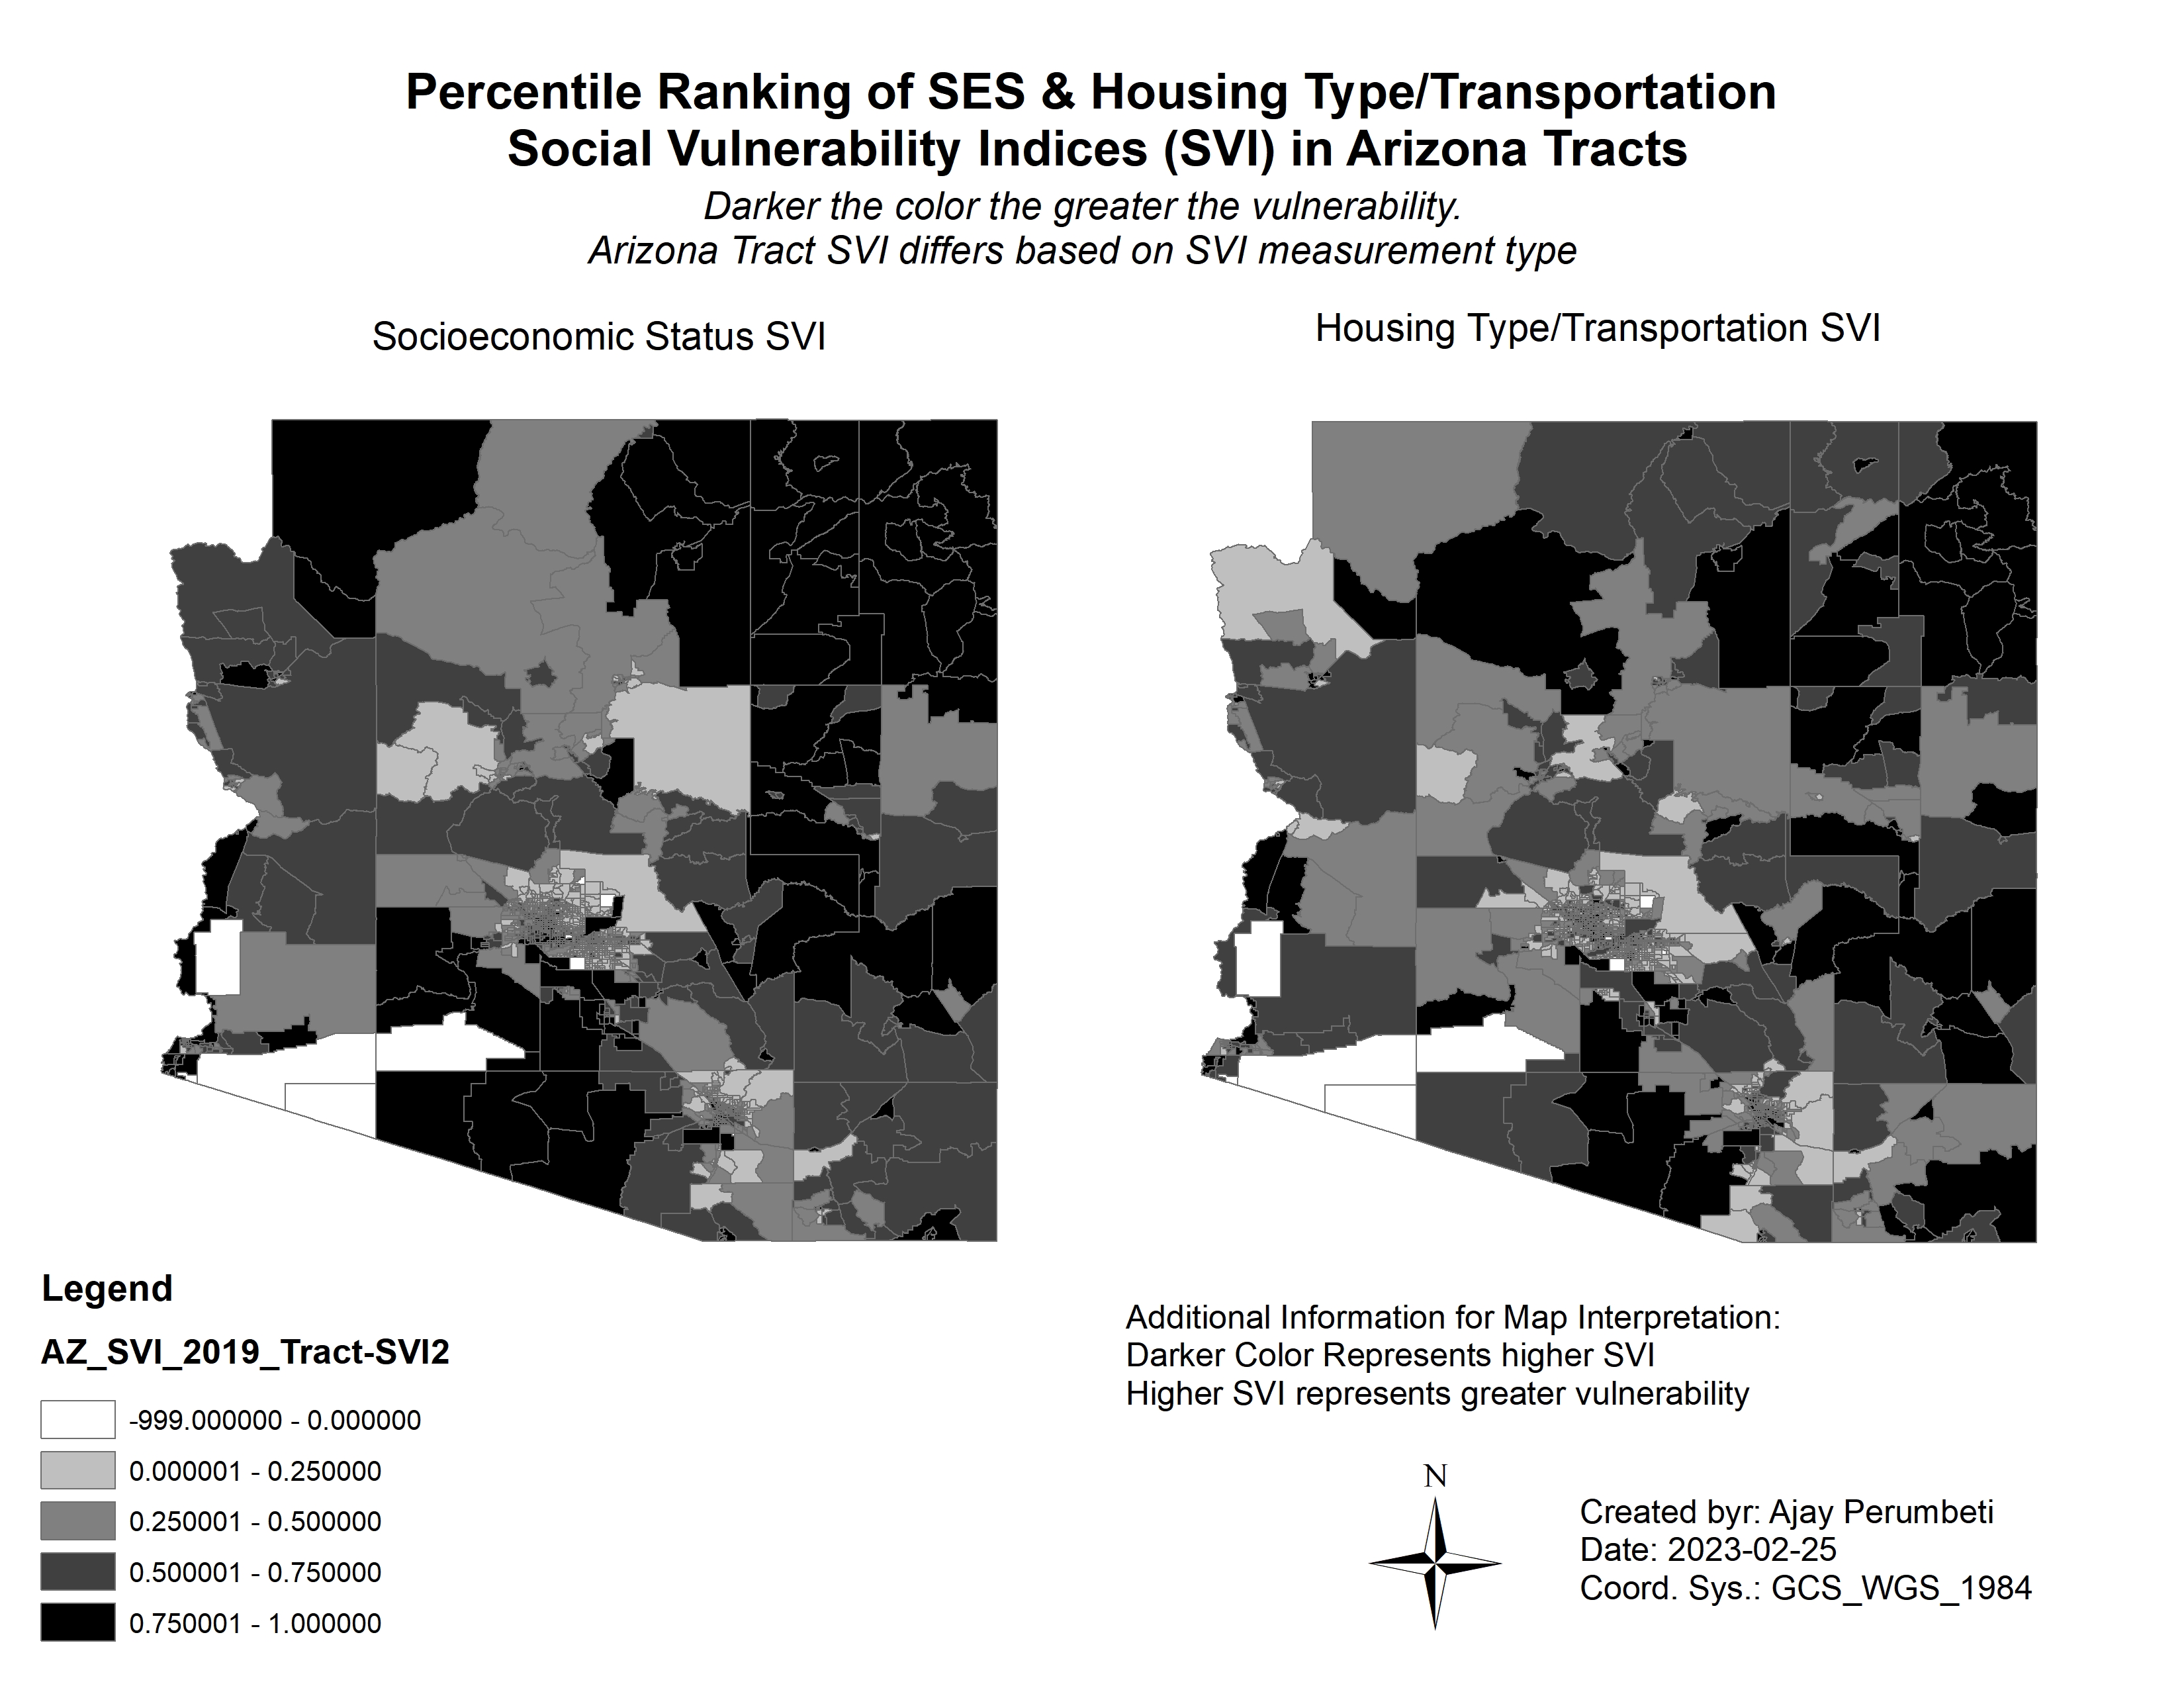 Percentile Ranking of SES & Housing Type/Transportation
Social Vulnerability Indices (SVI) in Arizona Tracts
Darker the color the greater the vulnerability.
Arizona Tract SVI differs based on SVI measurement type
Socioeconomic Status SVI
Housing Type/Transportation SVI
Legend
AZ_SVI_2019_Tract-SVI2
-999.000000 - 0.000000
0.000001 - 0.250000
0.250001 - 0.500000
0.500001 - 0.750000
0.750001 - 1.000000
Additional Information for Map Interpretation:
Darker Color Represents higher SVI
Higher SVI represents greater vulnerability
N
Created byr: Ajay Perumbeti
Date: 2023-02-25
Coord. Sys.: GCS_WGS_1984